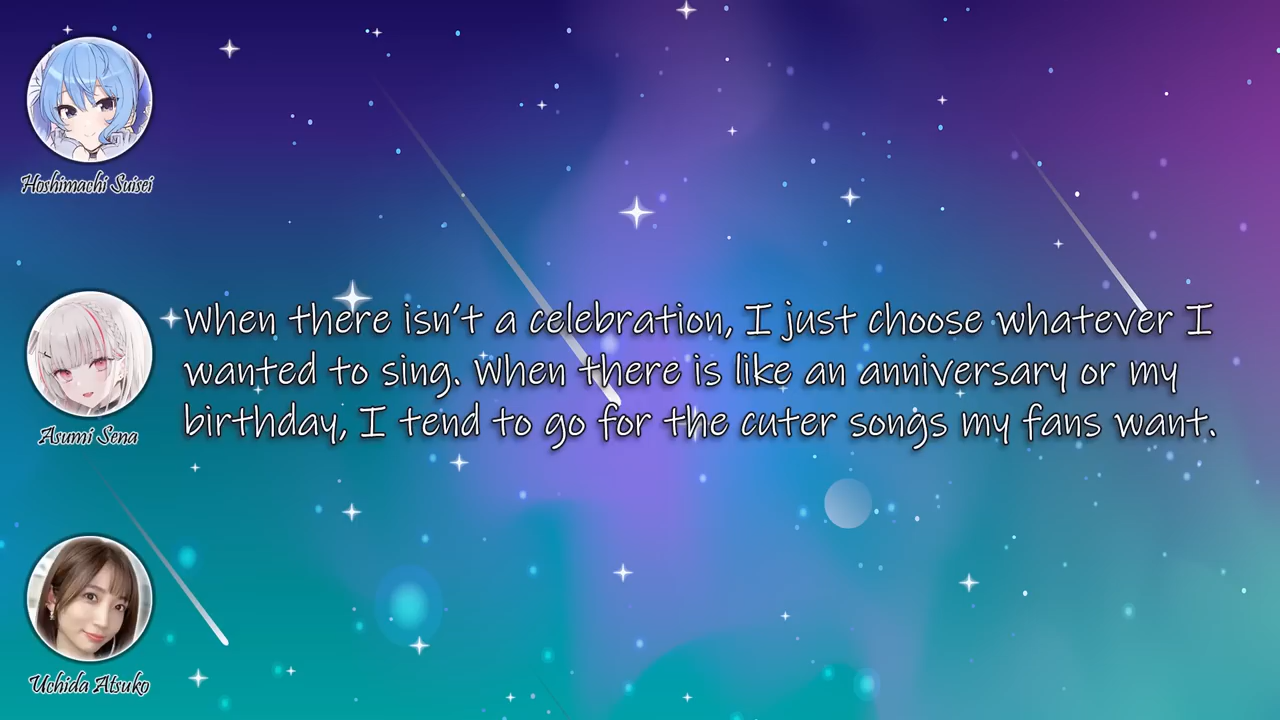 Hoshimachi Suisei
When there isn't a celebration, I just choose whatever I
wanted to sing. When there is like an anniversary or my
birthday, I tend to go for the cuter songs my fans want.
Asumi Sena
Uchida Atsuko